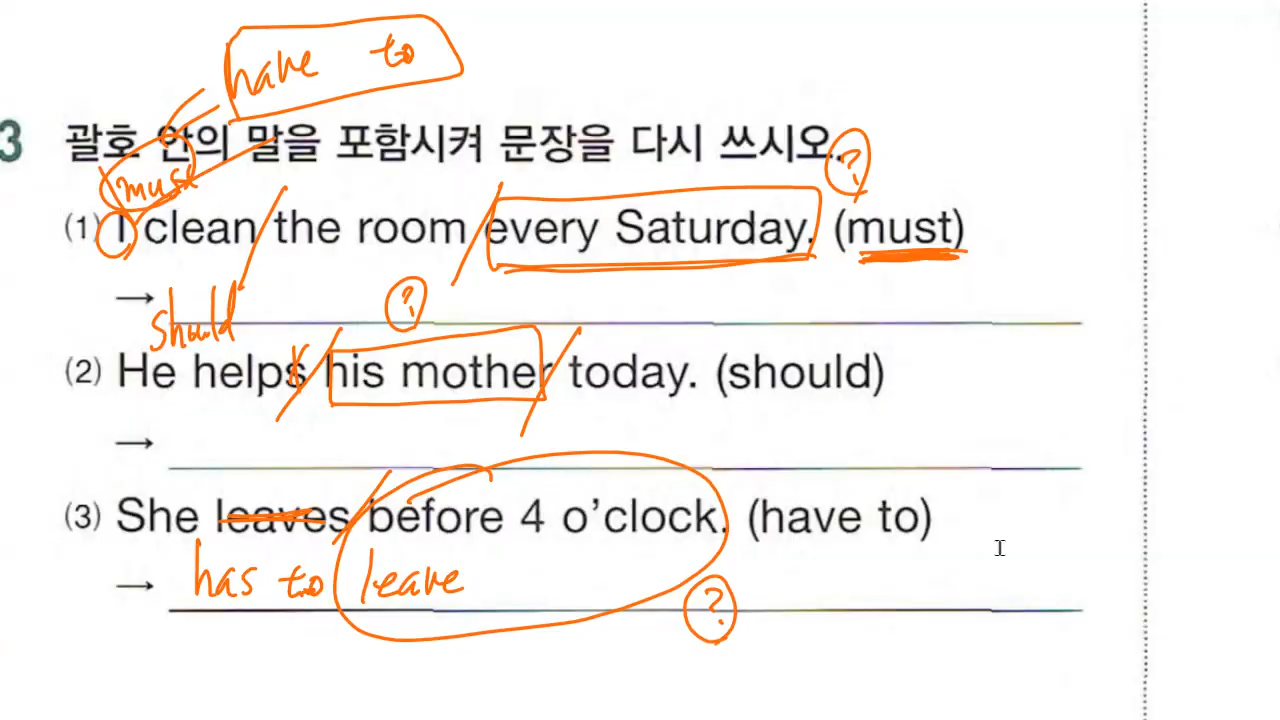 have to
3 괄호 안의 말을 포함시켜 문장을 다시 쓰시오.
?
must
(1) I clean the room every Saturday. (must)
→
should
?
(2) He helps his mother today. (should)
→
(3) She leaves before 4 o'clock. (have to)
→ has to leave
?